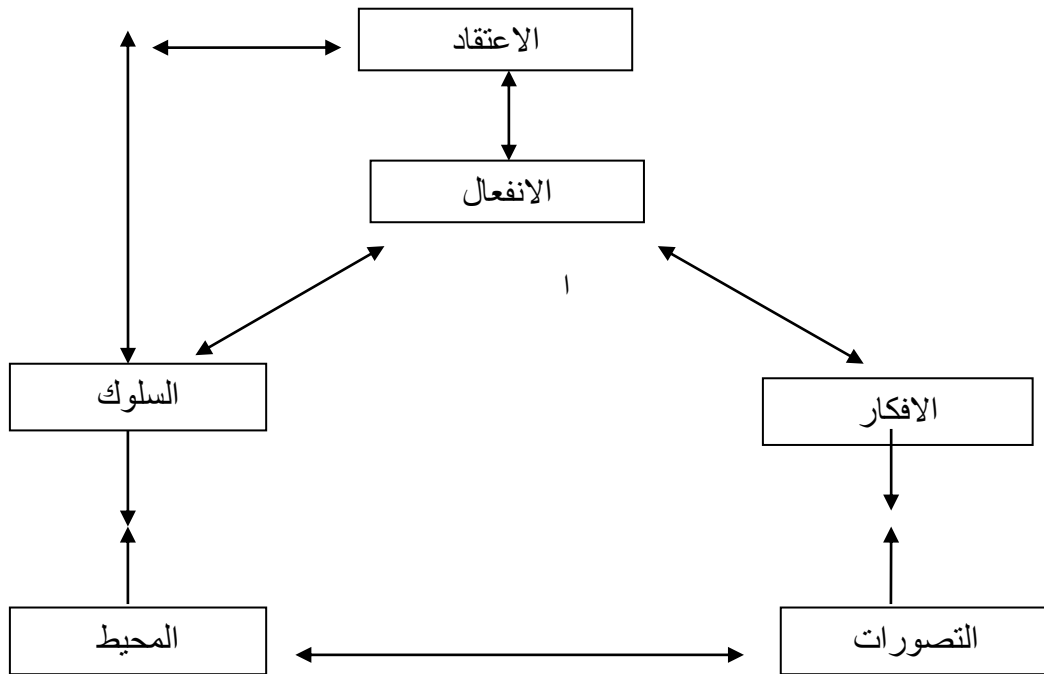 الاعتقاد
الانفعال
ا
السلوك
الافكار
المحيط
التصورات